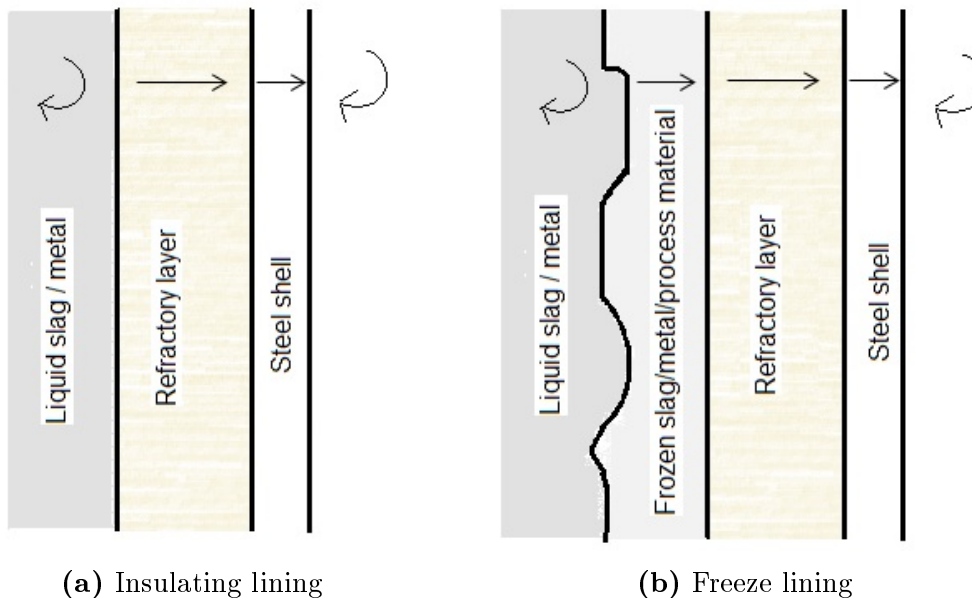 Liquid slag / metal
Refractory layer
Steel shell
Liquid slag / metal
Frozen slag/metal/process material
Refractory layer
Steel shell
(a) Insulating lining
(b) Freeze lining